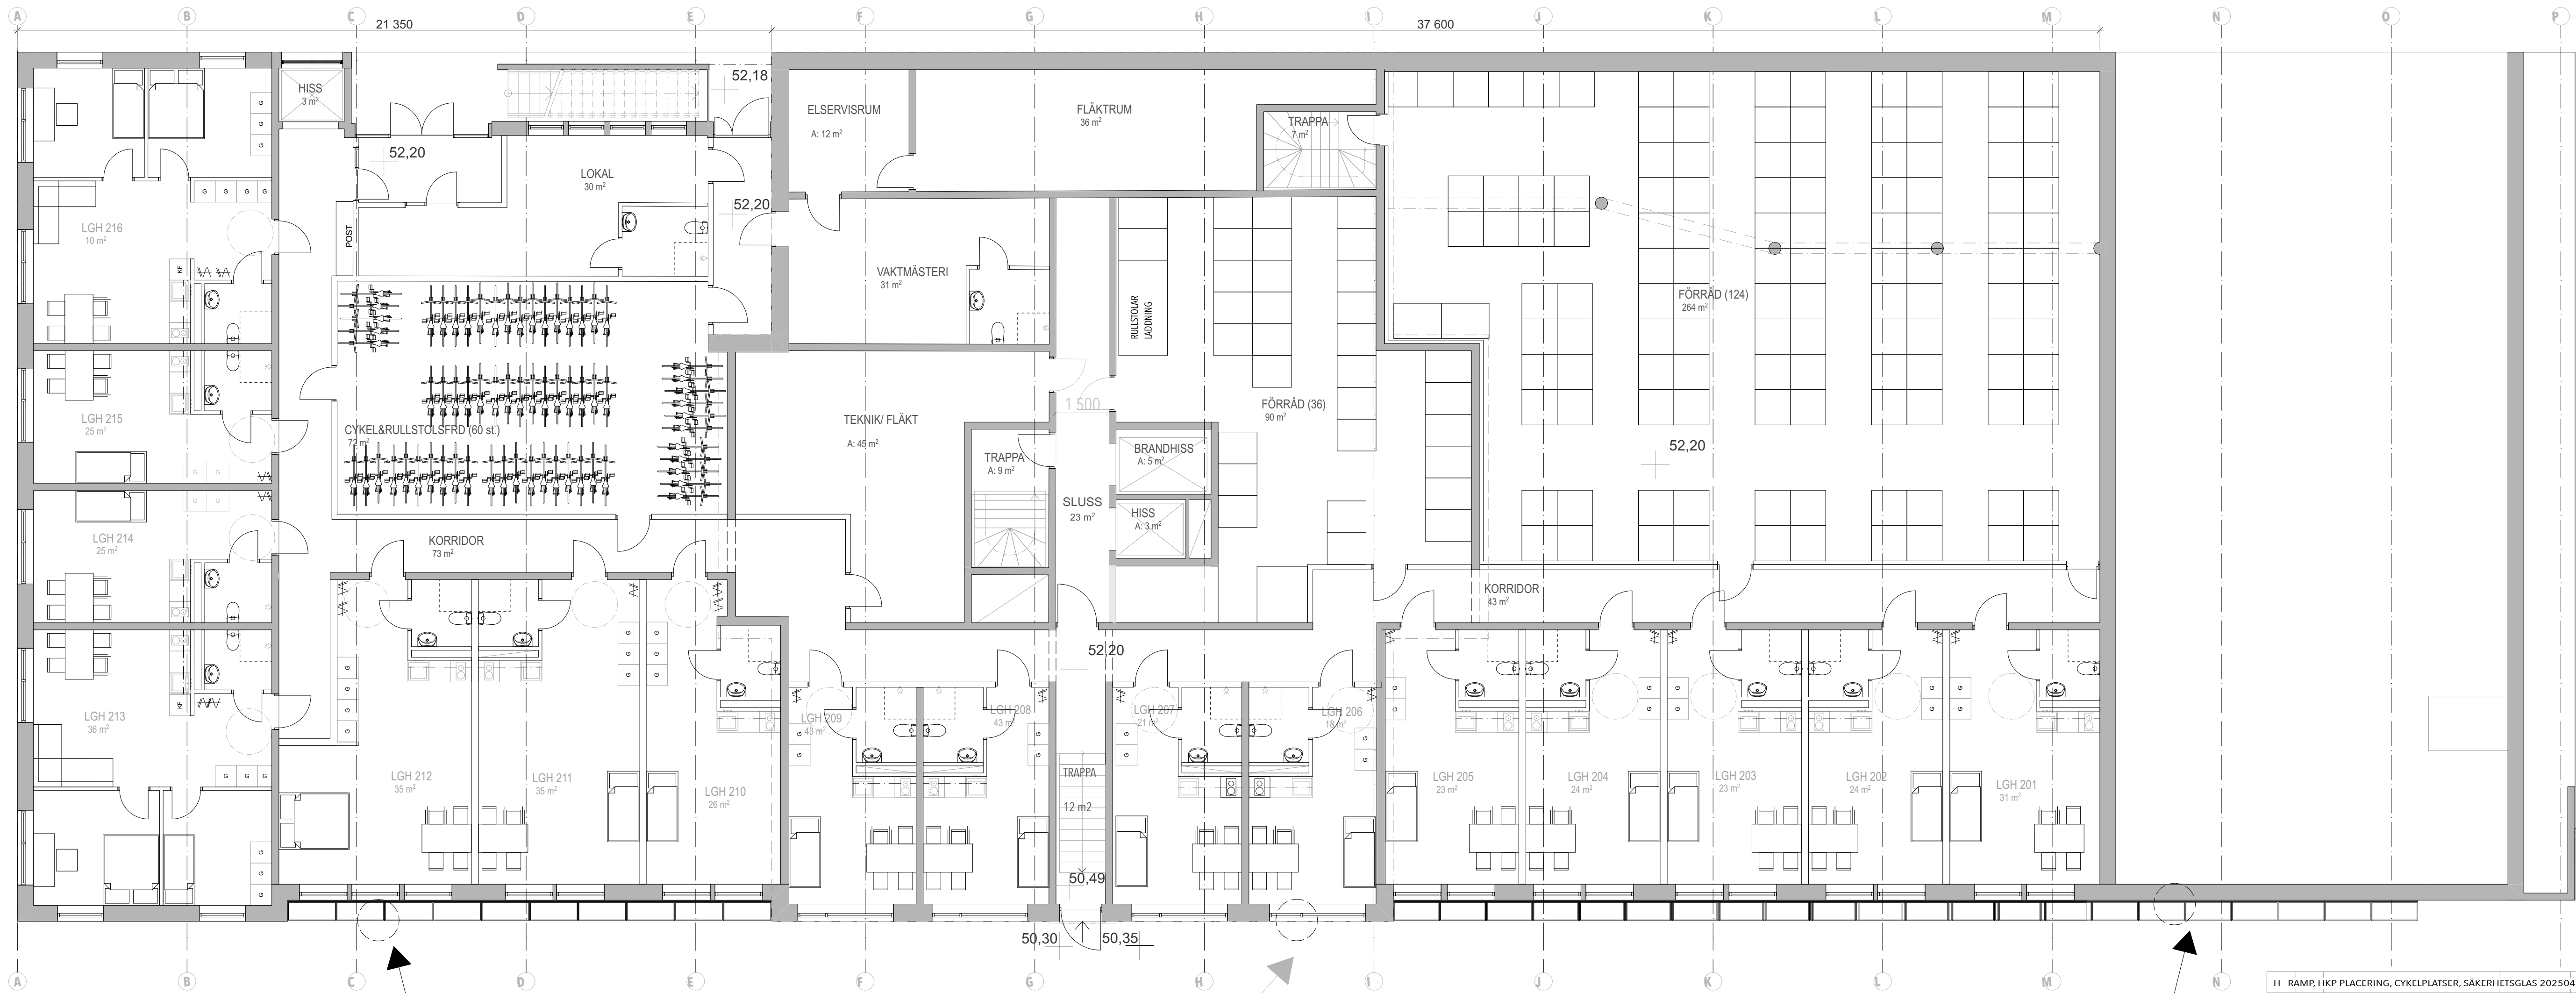 A B C D E F G H I J K L M N O P
21 350
37 600
HISS
3 m²
52,18
ELSERVISRUM
A: 12 m²
FLÄKTRUM
36 m²
TRAPPA
7 m²
52,20
LOKAL
30 m²
52,20
POST
G
G
G
G G G G
LGH 216
10 m²
KF
VAKTMÄSTERI
31 m²
RULLSTOLAR
LADDNING
FÖRRÅD (124)
264 m²
LGH 215
25 m²
CYKEL&RULLSTOLSFRD (60 st.)
72 m²
TEKNIK/ FLÄKT
A: 45 m²
1 500
FÖRRÅD (36)
90 m²
52,20
TRAPPA
A: 9 m²
BRANDHISS
A: 5 m²
SLUSS
23 m²
HISS
A: 3 m²
LGH 214
25 m²
KORRIDOR
73 m²
KORRIDOR
43 m²
52,20
KF
LGH 213
36 m²
G G G
G
G
G
G
G
G
G
G
G
G
G
G
LGH 209
43 m²
G
G
LGH 208
43 m²
G
G
LGH 207
21 m²
G
G
LGH 206
18 m²
G
G
G
G
G
G
G
G
G
G
G
G
LGH 212
35 m²
LGH 211
35 m²
LGH 210
26 m²
TRAPPA
12 m2
LGH 205
23 m²
LGH 204
24 m²
LGH 203
23 m²
LGH 202
24 m²
LGH 201
31 m²
G
G
G
50,49
50,30
50,35
A B C D E F G H I J K L M N O P
H RAMP, HKP PLACERING, CYKELPLATSER, SÄKERHETSGLAS 202504